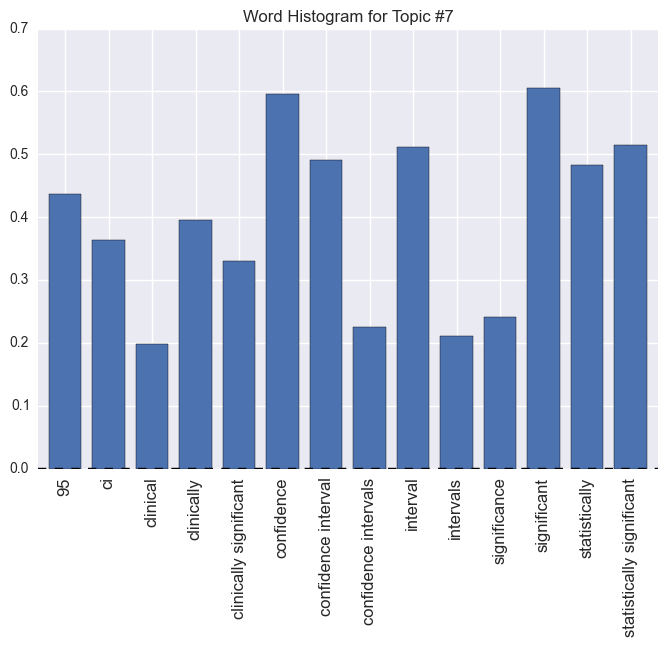 Word Histogram for Topic #7
0.7
0.6
0.5
0.4
0.3
0.2
0.1
0.0
95
ci
clinical
clinically
clinically significant
confidence
confidence interval
confidence intervals
interval
intervals
significance
significant
statistically
statistically significant